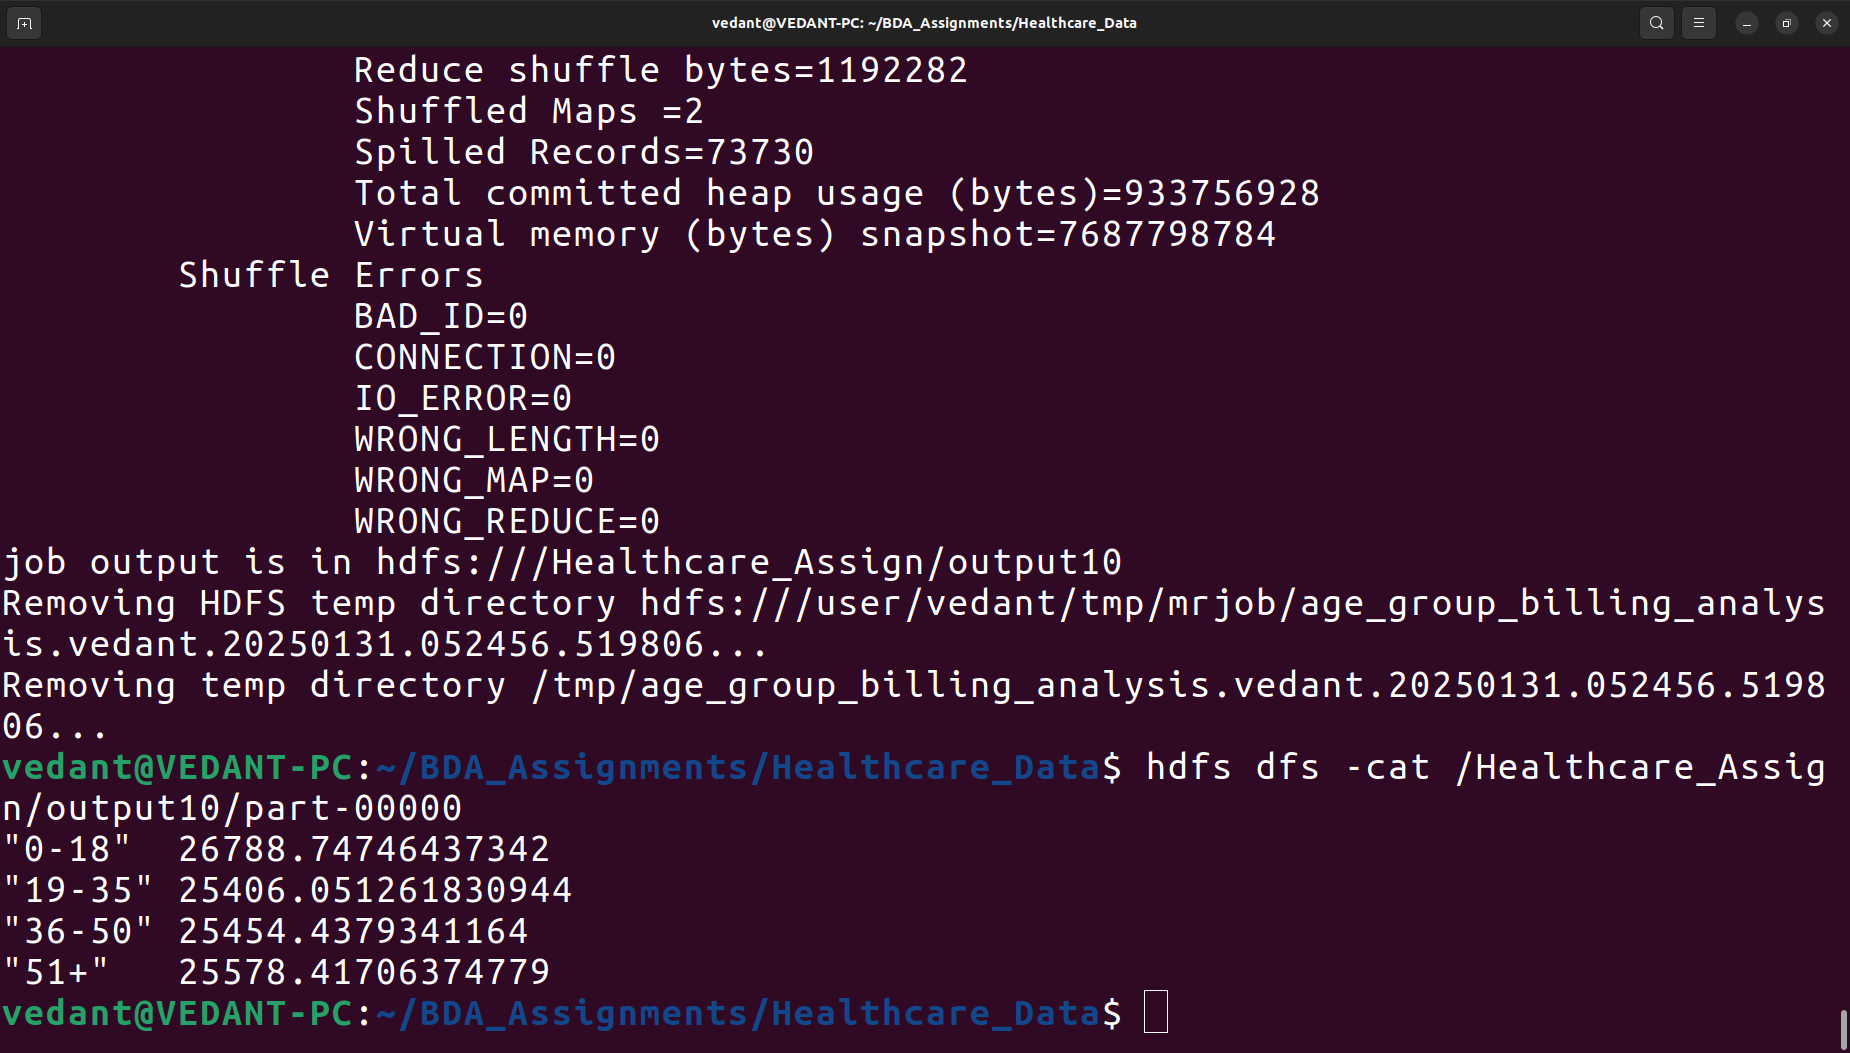 vedant@VEDANT-PC: ~/BDA_Assignments/Healthcare_Data
Reduce shuffle bytes=1192282
Shuffled Maps =2
Spilled Records=73730
Total committed heap usage (bytes)=933756928
Virtual memory (bytes) snapshot=7687798784
Shuffle Errors
BAD_ID=0
CONNECTION=0
IO_ERROR=0
WRONG_LENGTH=0
WRONG_MAP=0
WRONG_REDUCE=0
job output is in hdfs:///Healthcare_Assign/output10
Removing HDFS temp directory hdfs:///user/vedant/tmp/mrjob/age_group_billing_analys
is.vedant.20250131.052456.519806...
Removing temp directory /tmp/age_group_billing_analysis.vedant.20250131.052456.5198
06...
vedant@VEDANT-PC:~/BDA_Assignments/Healthcare_Data$ hdfs dfs -cat /Healthcare_Assig
n/output10/part-00000
"0-18"  26788.74746437342
"19-35" 25406.051261830944
"36-50" 25454.4379341164
"51+"   25578.41706374779
vedant@VEDANT-PC:~/BDA_Assignments/Healthcare_Data$